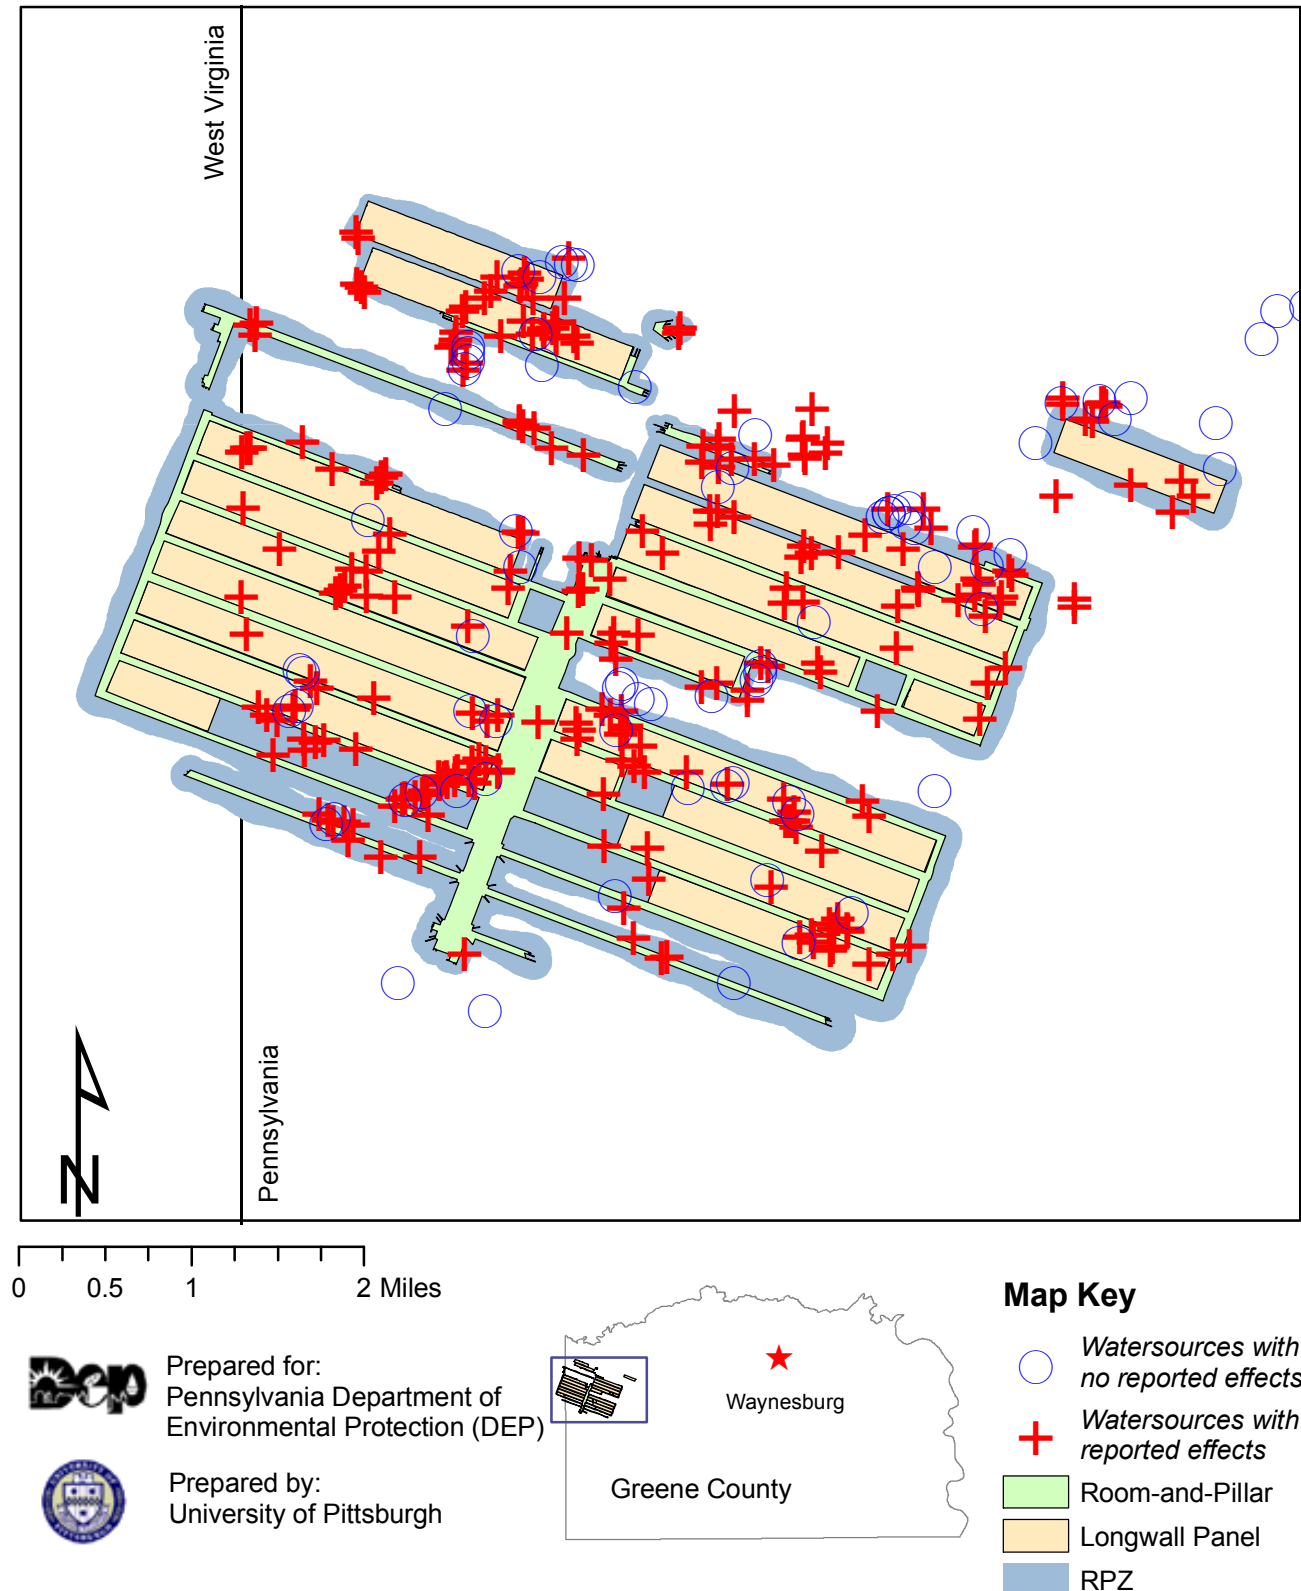 West Virginia
Pennsylvania
N
0 0.5 1 2 Miles
Dep
Prepared for:
Pennsylvania Department of
Environmental Protection (DEP)
Prepared by:
University of Pittsburgh
Waynesburg
Greene County
Map Key
Watersources with
no reported effects
Watersources with
reported effects
Room-and-Pillar
Longwall Panel
RPZ